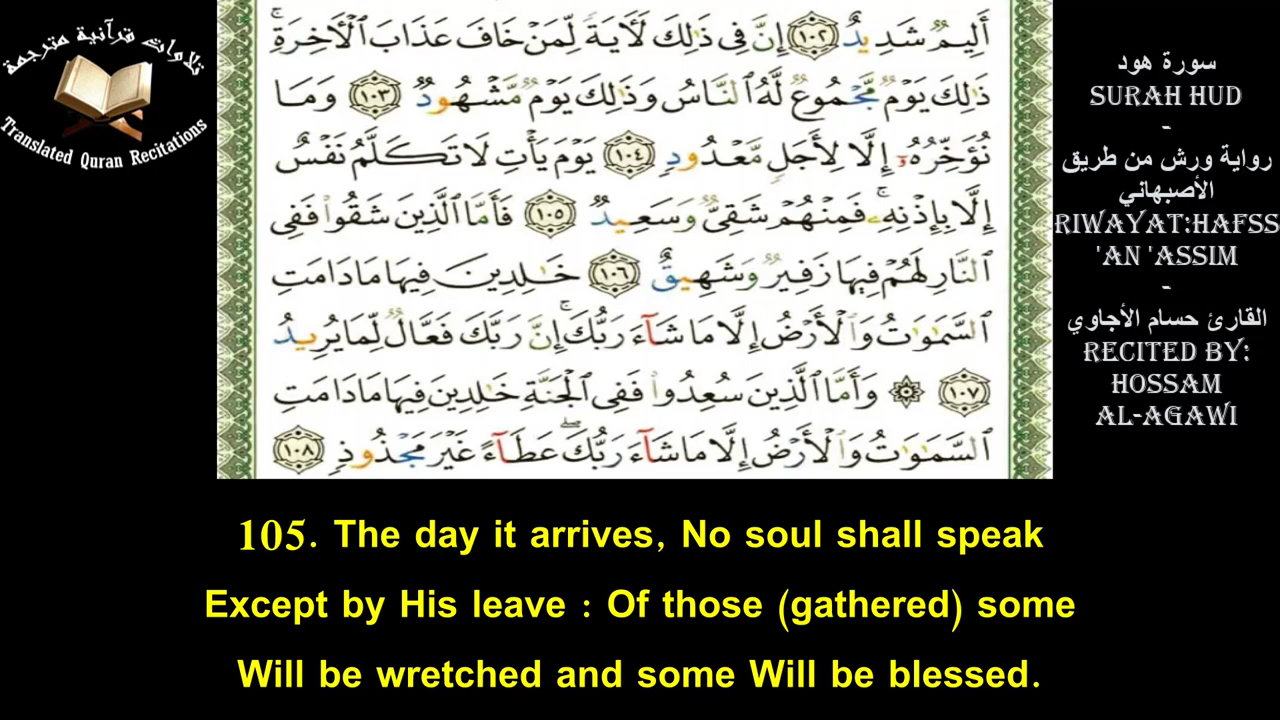 تلاوات قرآنية مترجمة
Translated Quran Recitations
أَلِيمٌ شَدِيدٌ ١٠٢ إِنَّ فِي ذَٰلِكَ لَآيَةً لِّمَنْ خَافَ عَذَابَ الْآخِرَةِ ۚ
ذَٰلِكَ يَوْمٌ مَّجْمُوعٌ لَّهُ النَّاسُ وَذَٰلِكَ يَوْمٌ مَّشْهُودٌ ١٠٣ وَمَا
نُؤَخِّرُهُ إِلَّا لِأَجَلٍ مَّعْدُودٍ ١٠٤ يَوْمَ يَأْتِ لَا تَكَلَّمُ نَفْسٌ
إِلَّا بِإِذْنِهِ ۚ فَمِنْهُمْ شَقِيٌّ وَسَعِيدٌ ١٠٥ فَأَمَّا الَّذِينَ شَقُوا فَفِي
النَّارِ لَهُمْ فِيهَا زَفِيرٌ وَشَهِيقٌ ١٠٦ خَالِدِينَ فِيهَا مَا دَامَتِ
السَّمَاوَاتُ وَالْأَرْضُ إِلَّا مَا شَاءَ رَبُّكَ ۚ إِنَّ رَبَّكَ فَعَّالٌ لِّمَا يُرِيدُ
١٠٧ ۞ وَأَمَّا الَّذِينَ سُعِدُوا فَفِي الْجَنَّةِ خَالِدِينَ فِيهَا مَا دَامَتِ
السَّمَاوَاتُ وَالْأَرْضُ إِلَّا مَا شَاءَ رَبُّكَ ۖ عَطَاءً غَيْرَ مَجْذُوذٍ ١٠٨
سورة هود
SURAH HUD
-
رواية ورش من طريق
الأصبهاني
RIWAYAT:HAFSS
'AN 'ASSIM
-
القارئ حسام الأجاوي
RECITED BY:
HOSSAM
AL-AGAWI
105. The day it arrives, No soul shall speak
Except by His leave : Of those (gathered) some
Will be wretched and some Will be blessed.